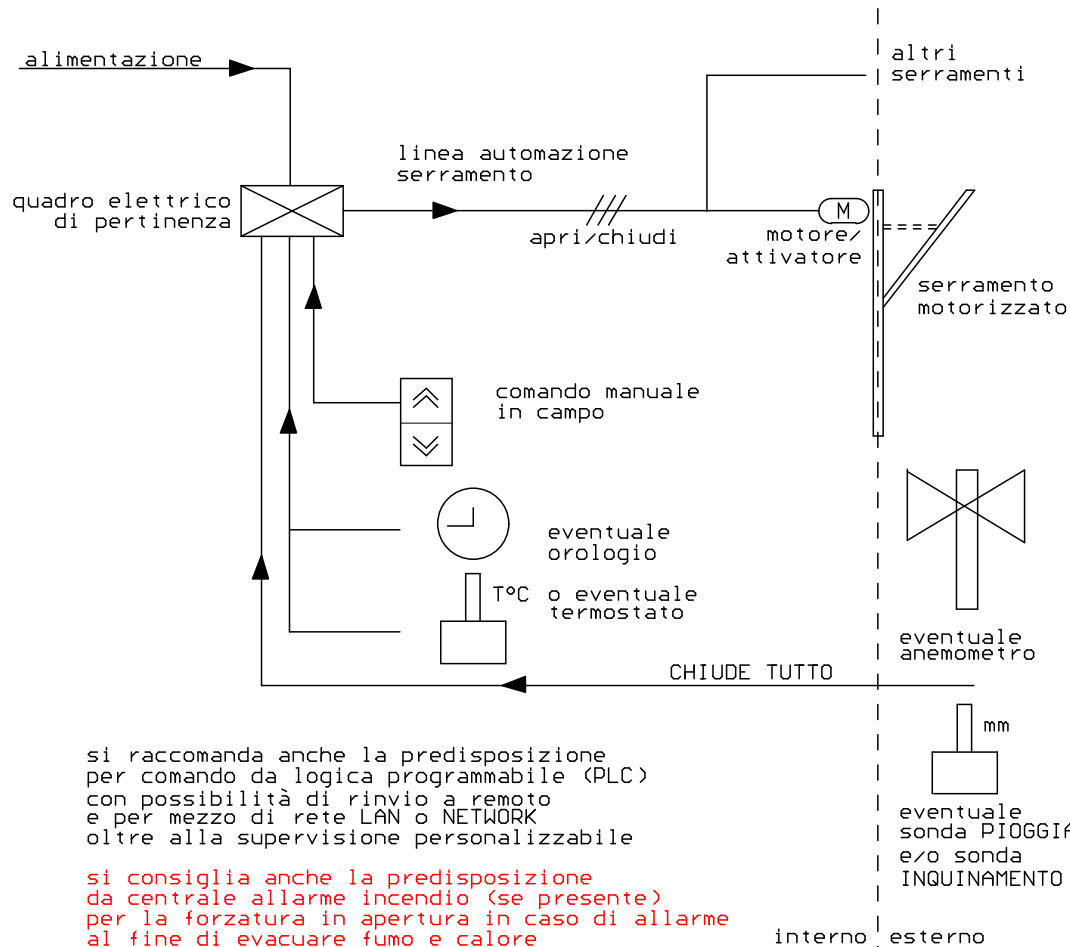 alimentazione
altri
serramenti
linea automazione
serramento
quadro elettrico
di pertinenza
apri/chiudi
M
motore/
attivatore
serramento
motorizzato
comando manuale
in campo
eventuale
orologio
T°C o eventuale
termostato
eventuale
anemometro
CHIUDE TUTTO
mm
si raccomanda anche la predisposizione
per comando da logica programmabile (PLC)
con possibilità di rinvio a remoto
e per mezzo di rete LAN o NETWORK
oltre alla supervisione personalizzabile
eventuale
sonda PIOGGIA
e/o sonda
INQUINAMENTO
si consiglia anche la predisposizione
da centrale allarme incendio (se presente)
per la forzatura in apertura in caso di allarme
al fine di evacuare fumo e calore
interno esterno